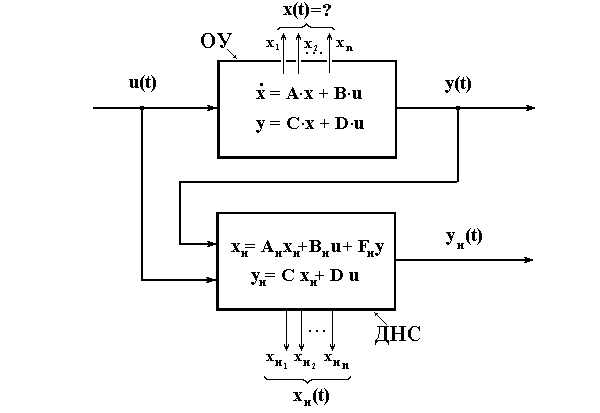 x(t)=?
ОУ
x₁ x₂ ... xₙ
u(t)
y(t)
ẋ = A·x + B·u
y = C·x + D·u
xн= Aнxн+Bнu+ Fнy
yн= C xн+ D u
yн(t)
ДНС
...
xн₁ xн₂ xнₙ
xн(t)